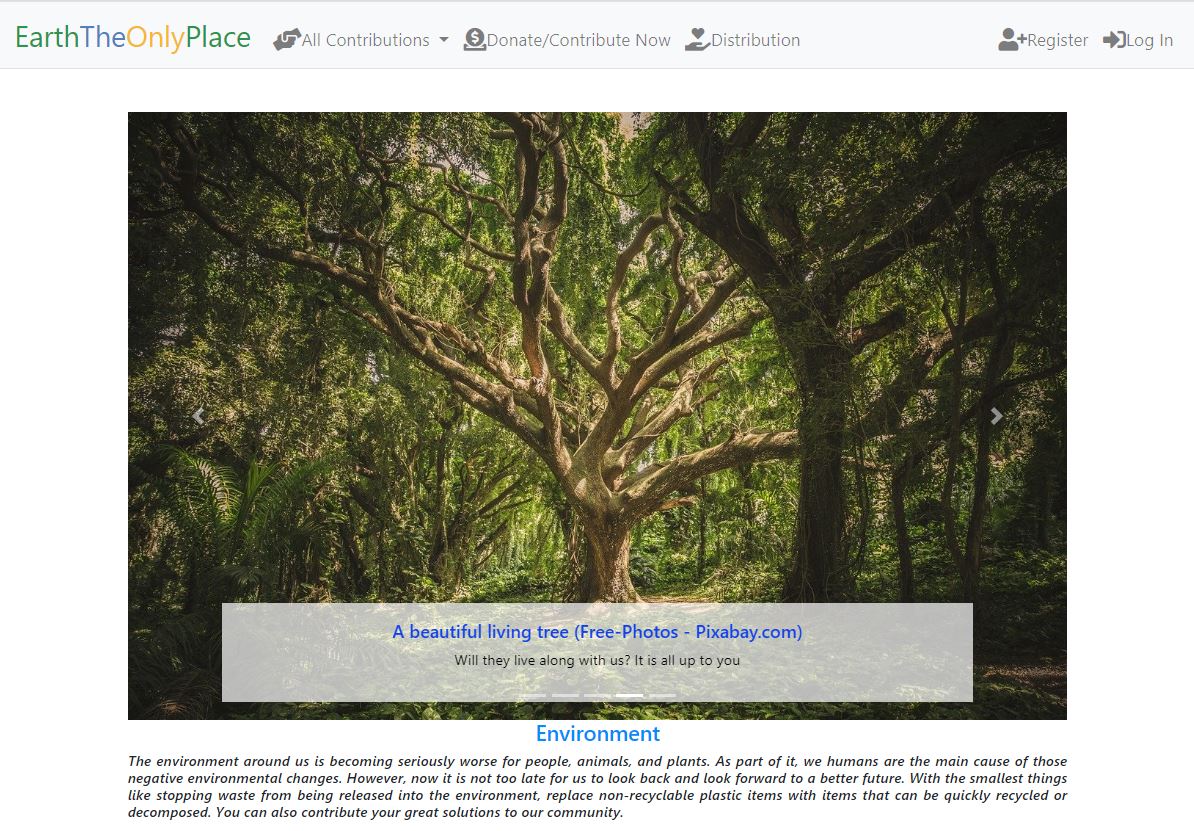 EarthTheOnlyPlace All Contributions Donate/Contribute Now Distribution Register Log In
A beautiful living tree (Free-Photos - Pixabay.com)
Will they live along with us? It is all up to you
Environment
The environment around us is becoming seriously worse for people, animals, and plants. As part of it, we humans are the main cause of those
negative environmental changes. However, now it is not too late for us to look back and look forward to a better future. With the smallest things
like stopping waste from being released into the environment, replace non-recyclable plastic items with items that can be quickly recycled or
decomposed. You can also contribute your great solutions to our community.